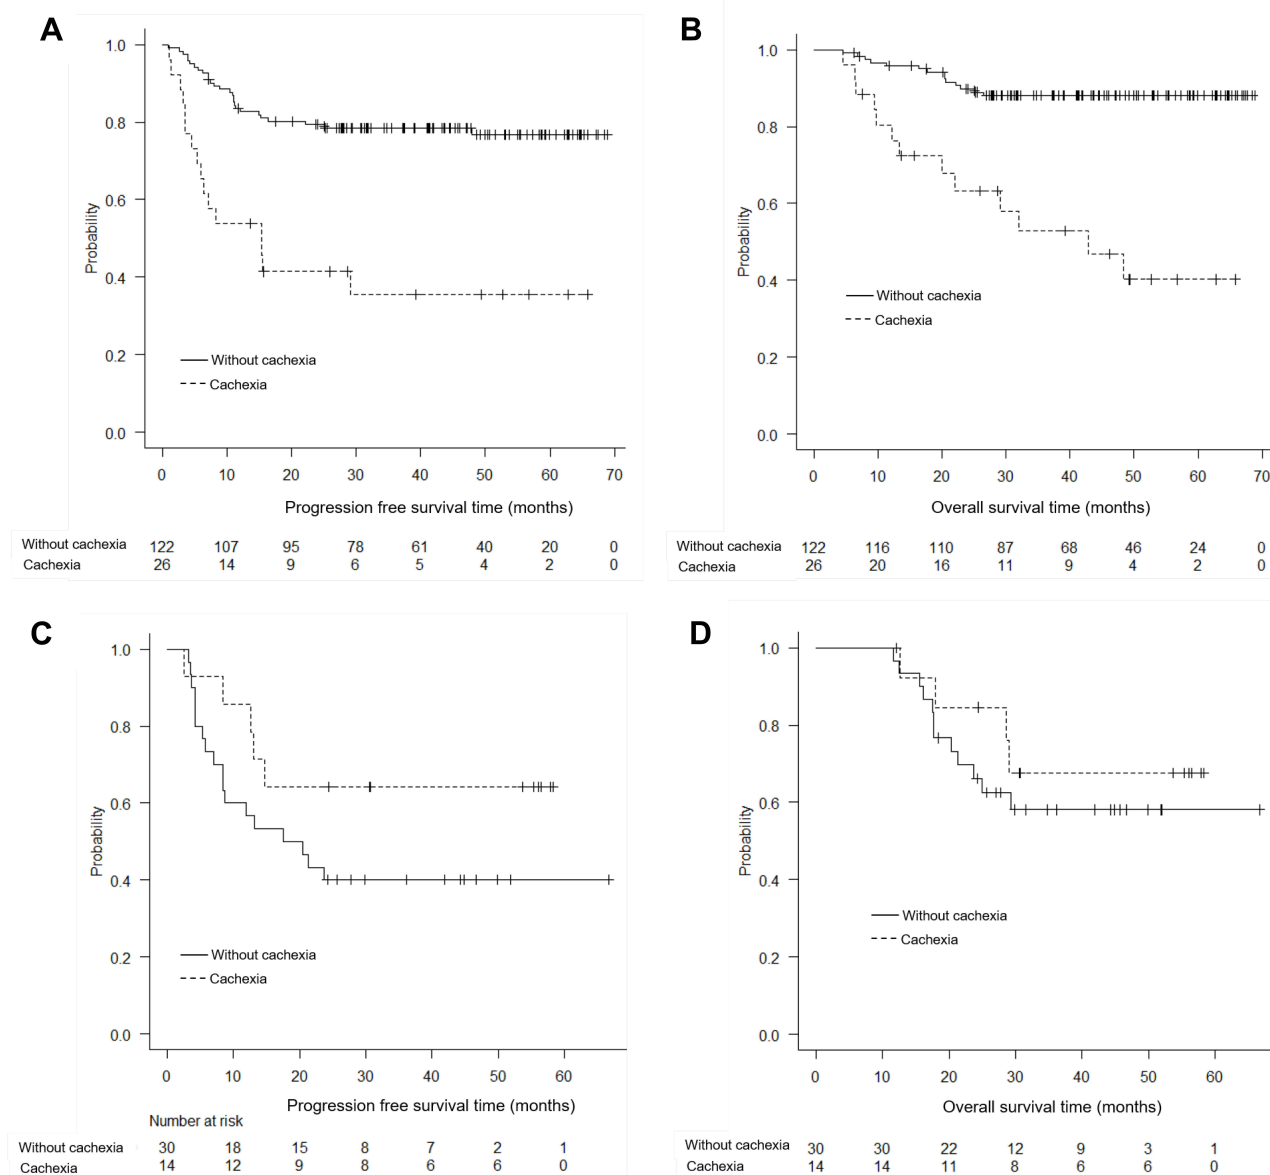 A
1.0
0.8
0.6
0.4
0.2
0.0
Probability
Without cachexia
Cachexia
0 10 20 30 40 50 60 70
Progression free survival time (months)
Without cachexia 122 107 95 78 61 40 20 0
Cachexia 26 14 9 6 5 4 2 0
B
1.0
0.8
0.6
0.4
0.2
0.0
Probability
Without cachexia
Cachexia
0 10 20 30 40 50 60 70
Overall survival time (months)
Without cachexia 122 116 110 87 68 46 24 0
Cachexia 26 20 16 11 9 4 2 0
C
1.0
0.8
0.6
0.4
0.2
0.0
Probability
Without cachexia
Cachexia
0 10 20 30 40 50 60
Progression free survival time (months)
Number at risk
Without cachexia 30 18 15 8 7 2 1
Cachexia 14 12 9 8 6 6 0
D
1.0
0.8
0.6
0.4
0.2
0.0
Probability
Without cachexia
Cachexia
0 10 20 30 40 50 60
Overall survival time (months)
Without cachexia 30 30 22 12 9 3 1
Cachexia 14 14 11 8 6 6 0